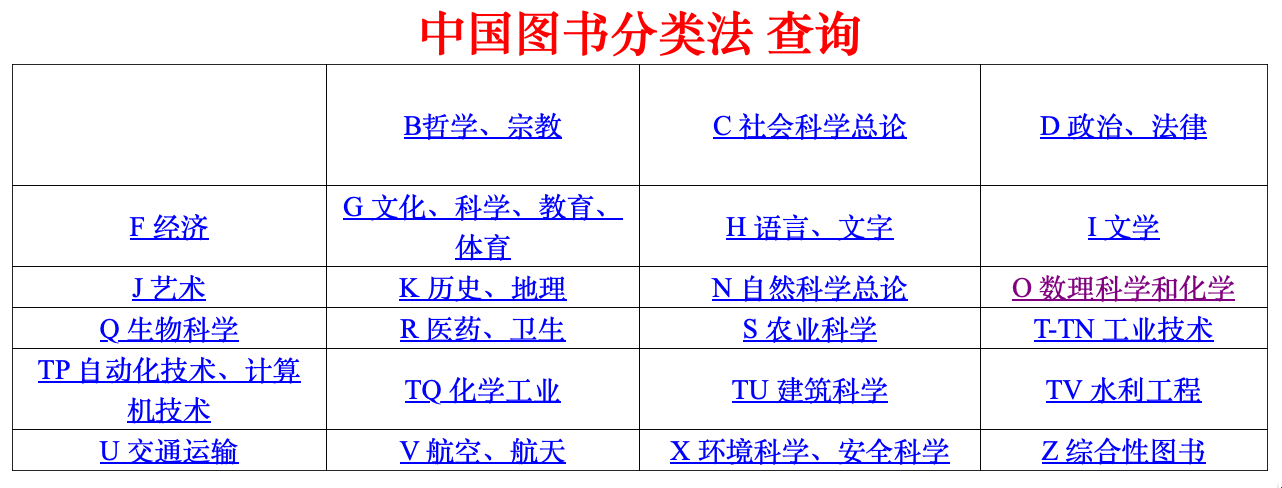 中国图书分类法 查询
B哲学、宗教
C 社会科学总论
D 政治、法律
F 经济
G 文化、科学、教育、
体育
H 语言、文字
I 文学
J 艺术
K 历史、地理
N 自然科学总论
O 数理科学和化学
Q 生物科学
R 医药、卫生
S 农业科学
T-TN 工业技术
TP 自动化技术、计算
机技术
TQ 化学工业
TU 建筑科学
TV 水利工程
U 交通运输
V 航空、航天
X 环境科学、安全科学
Z 综合性图书